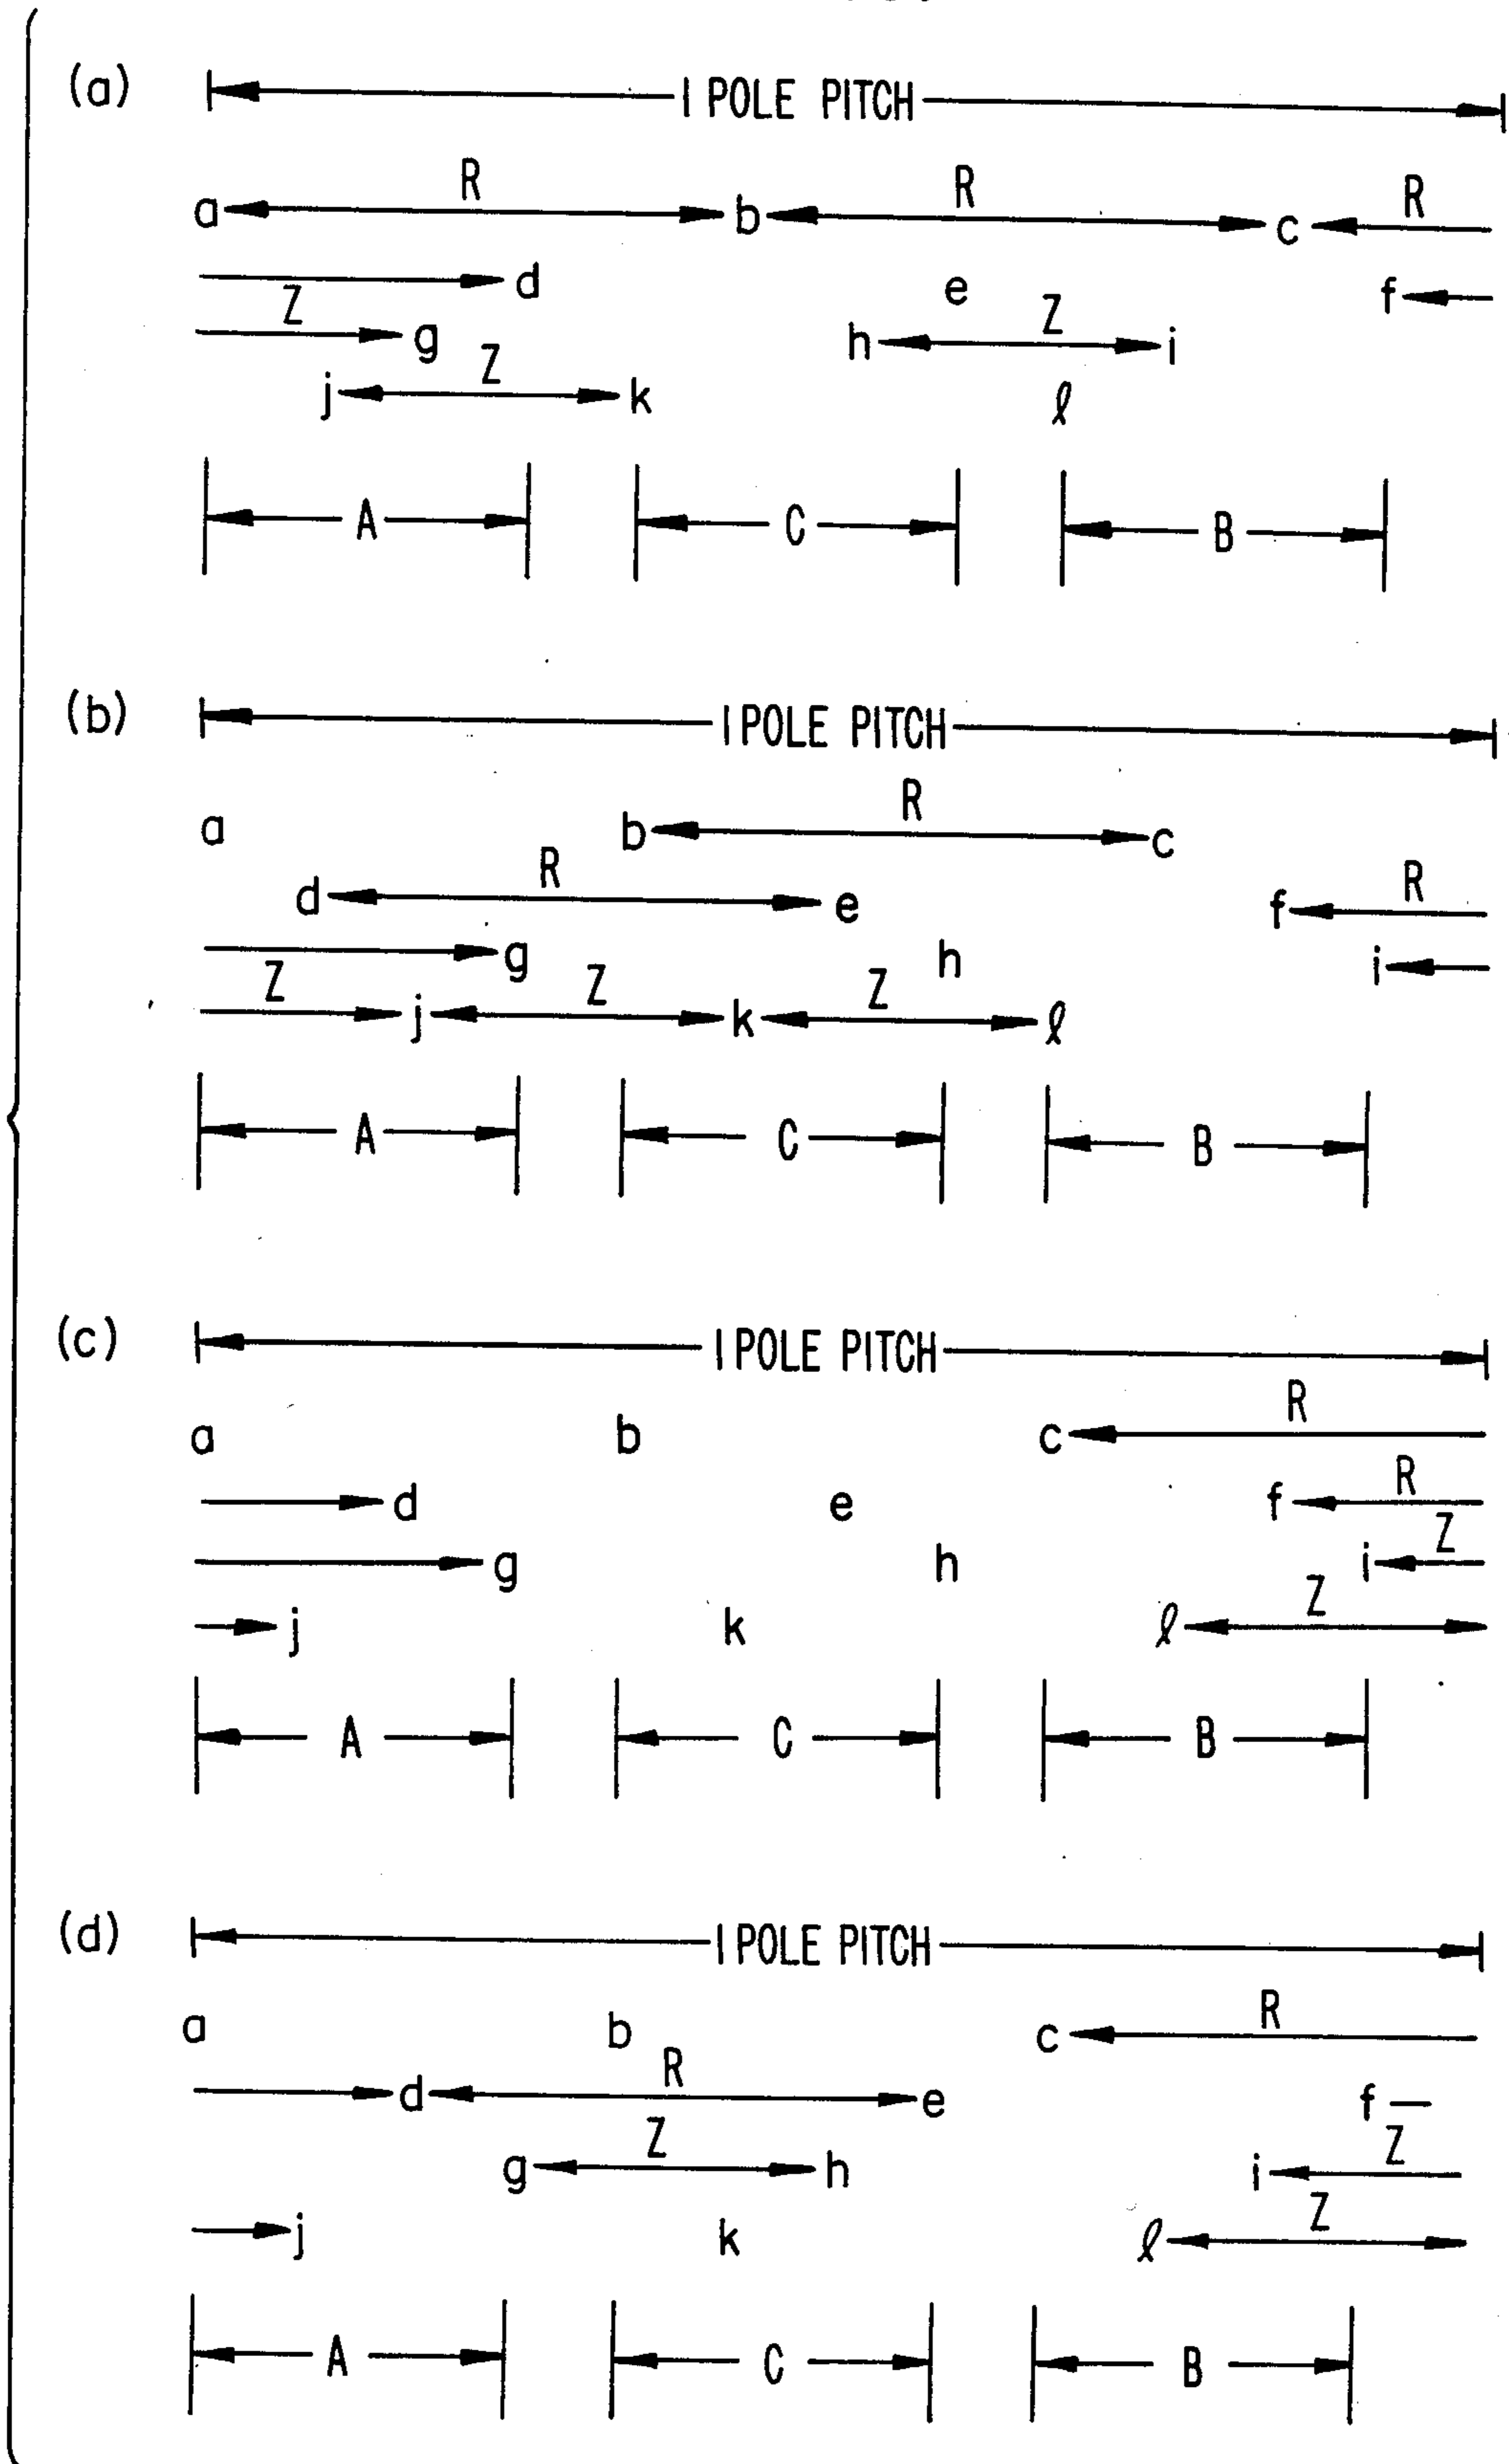 (a) 1 POLE PITCH
R R R
a b c
d e f
Z Z
g h i
Z
j k ℓ
A C B
(b) 1 POLE PITCH
R
a b c
R R
d e f
g h i
Z Z Z
j k ℓ
A C B
(c) 1 POLE PITCH
R
a b c
R
d e f
Z
g h i
Z
j k ℓ
A C B
(d) 1 POLE PITCH
R
a b c
R
d e f
Z Z
g h i
Z
j k ℓ
A C B